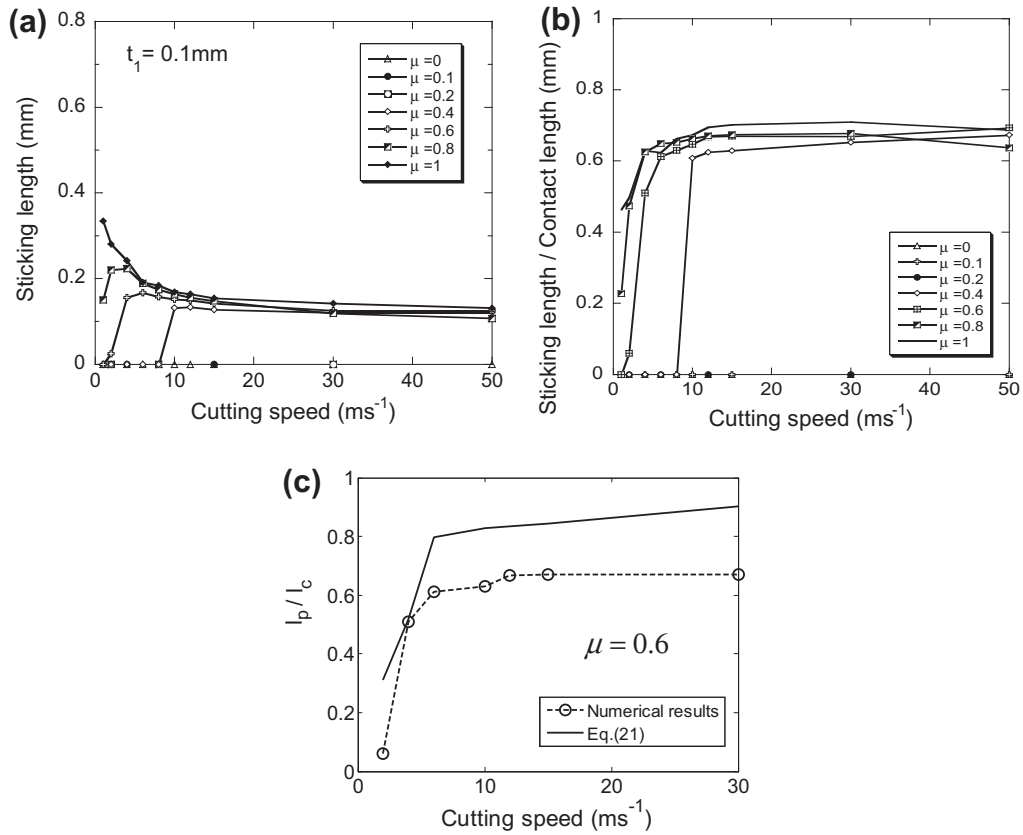 (a)
t₁= 0.1mm
μ =0
μ =0.1
μ =0.2
μ =0.4
μ =0.6
μ =0.8
μ =1
Sticking length (mm)
0.8
0.6
0.4
0.2
0
0 10 20 30 40 50
Cutting speed (ms⁻¹)
(b)
Sticking length / Contact length (mm)
1
0.8
0.6
0.4
0.2
0
μ =0
μ =0.1
μ =0.2
μ =0.4
μ =0.6
μ =0.8
μ =1
0 10 20 30 40 50
Cutting speed (ms⁻¹)
(c)
l_p / l_c
1
0.8
0.6
0.4
0.2
0
μ = 0.6
Numerical results
Eq.(21)
0 10 20 30
Cutting speed (ms⁻¹)